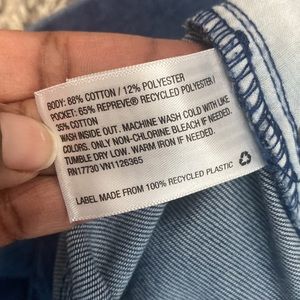 BODY: 88% COTTON / 12% POLYESTER
POCKET: 65% REPREVE® RECYCLED POLYESTER /
35% COTTON
WASH INSIDE OUT . MACHINE WASH COLD WITH LIKE
COLORS. ONLY NON-CHLORINE BLEACH IF NEEDED.
TUMBLE DRY LOW. WARM IRON IF NEEDED.
RN17730 VN1126365
LABEL MADE FROM 100% RECYCLED PLASTIC